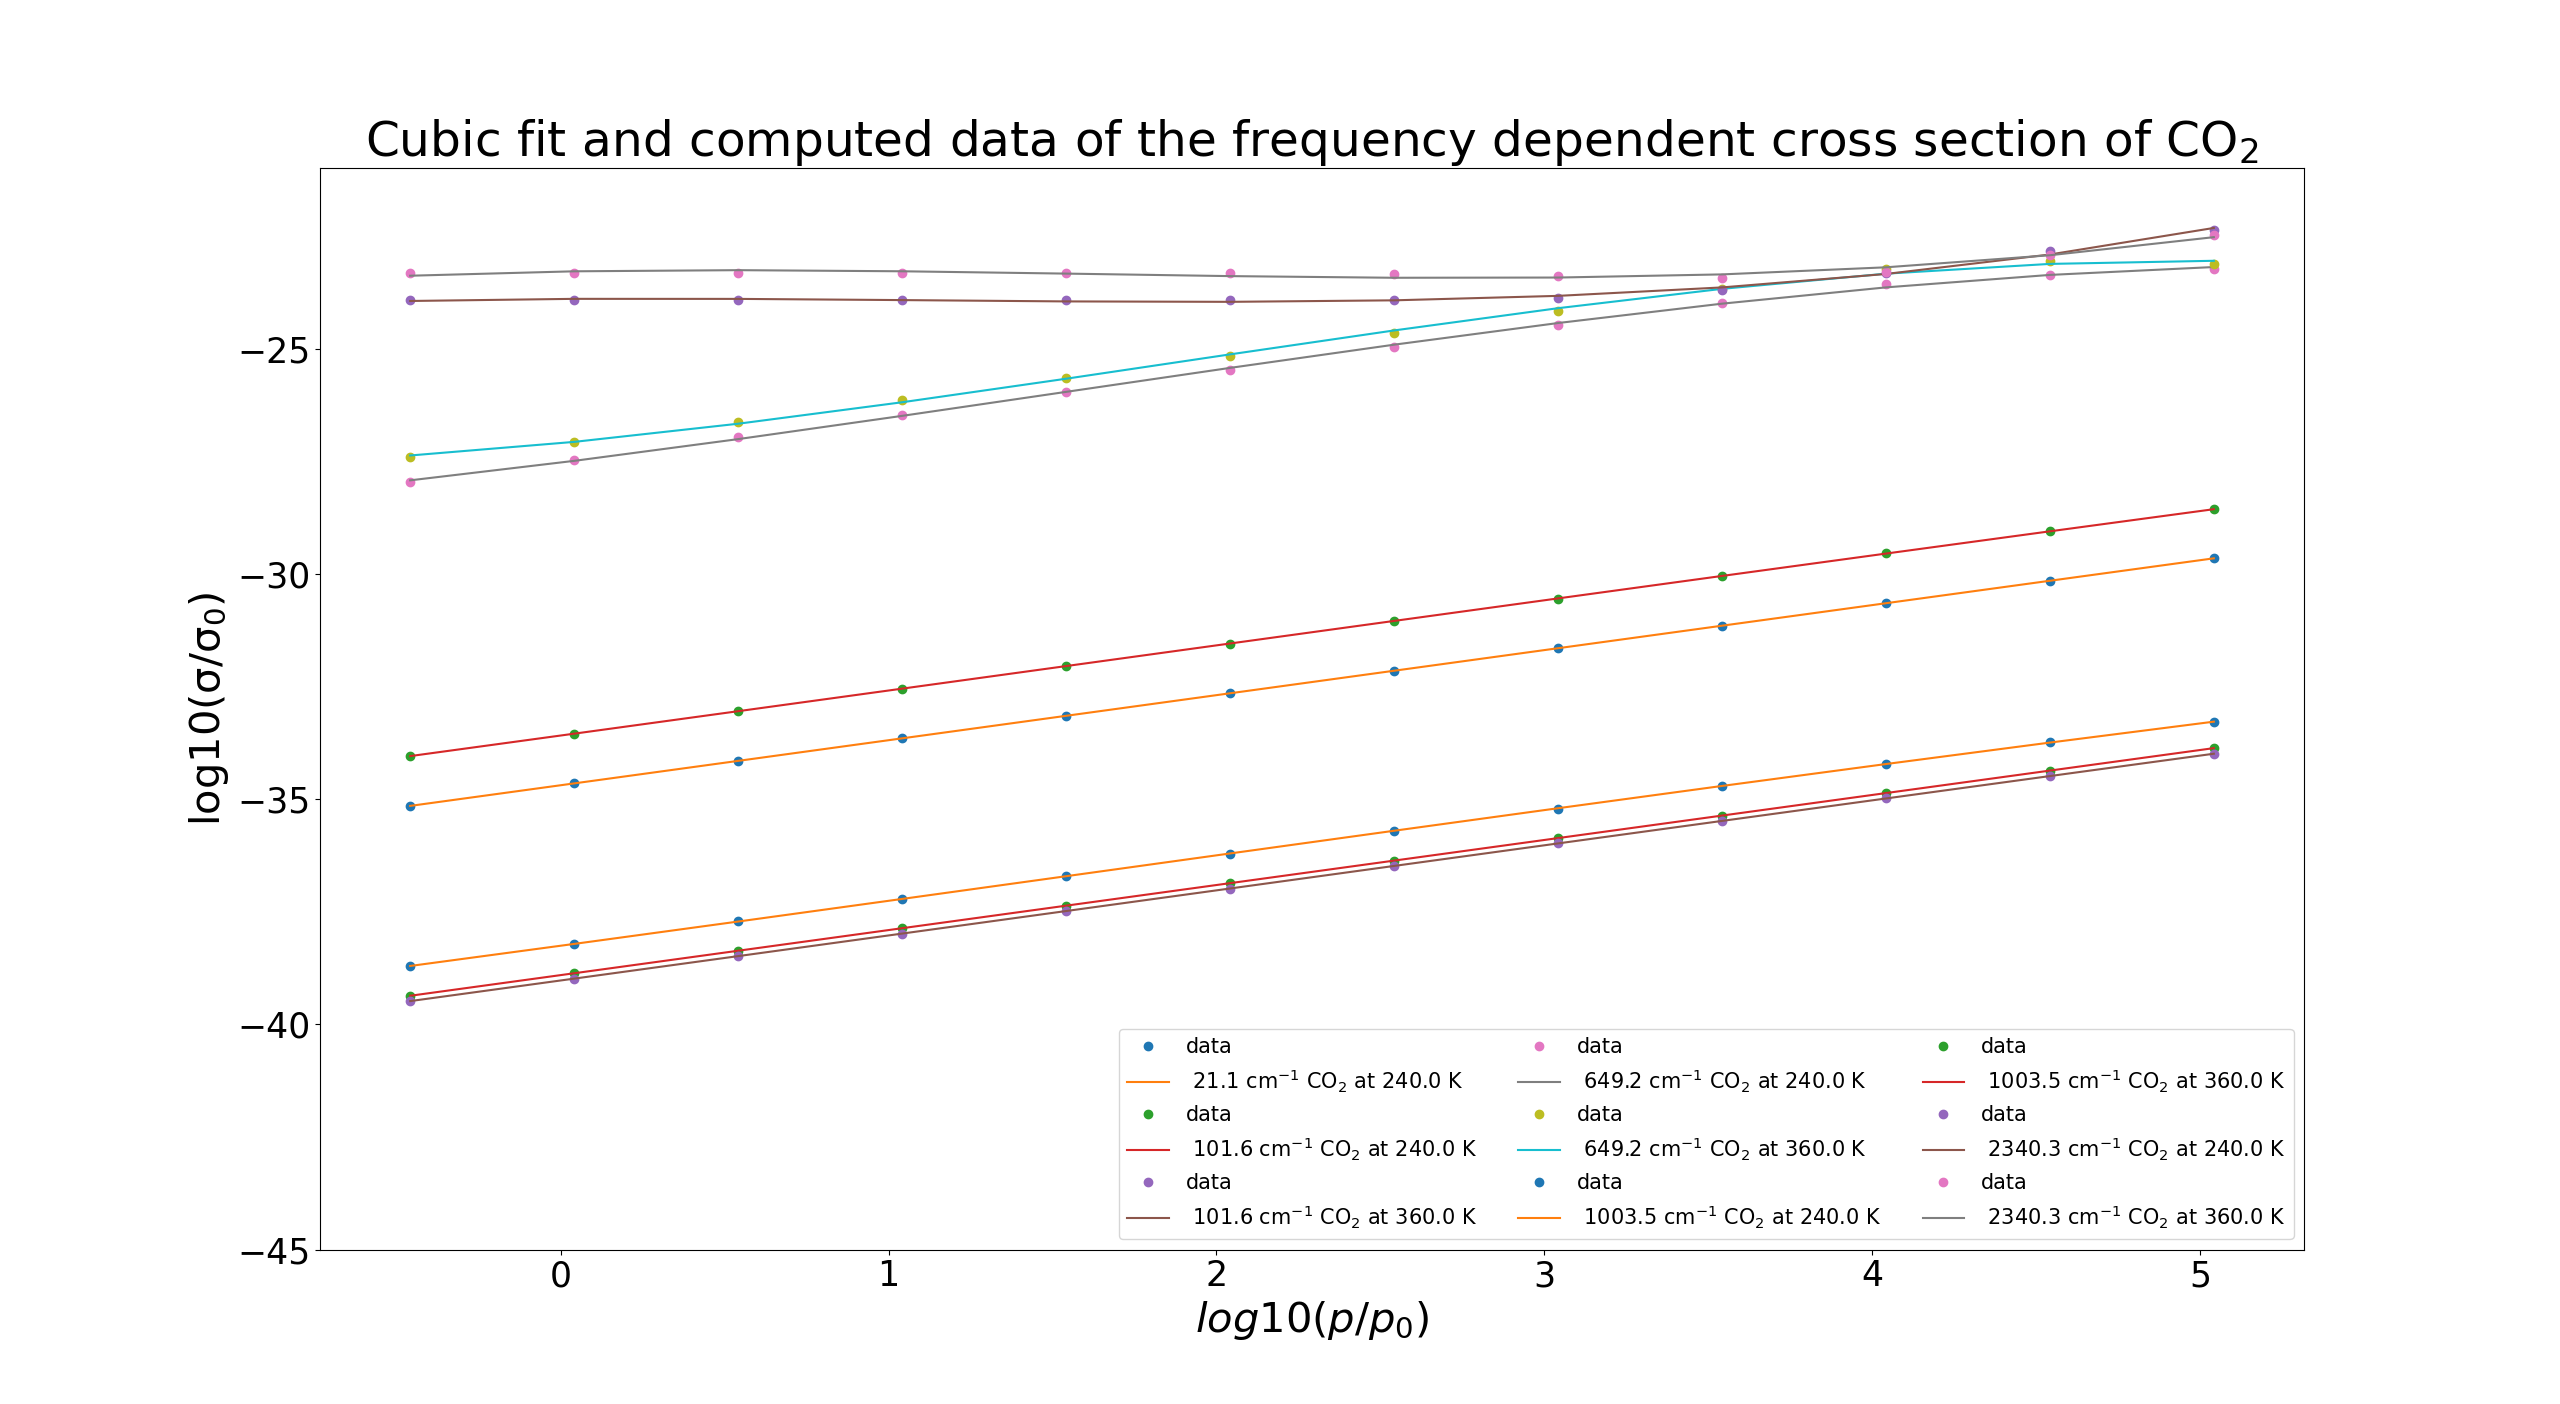 Cubic fit and computed data of the frequency dependent cross section of CO₂
log10(σ/σ₀)
−25
−30
−35
−40
−45
data
21.1 cm⁻¹ CO₂ at 240.0 K
data
101.6 cm⁻¹ CO₂ at 240.0 K
data
101.6 cm⁻¹ CO₂ at 360.0 K
data
649.2 cm⁻¹ CO₂ at 240.0 K
data
649.2 cm⁻¹ CO₂ at 360.0 K
data
1003.5 cm⁻¹ CO₂ at 240.0 K
data
1003.5 cm⁻¹ CO₂ at 360.0 K
data
2340.3 cm⁻¹ CO₂ at 240.0 K
data
2340.3 cm⁻¹ CO₂ at 360.0 K
0 1 2 3 4 5
log10(p/p₀)